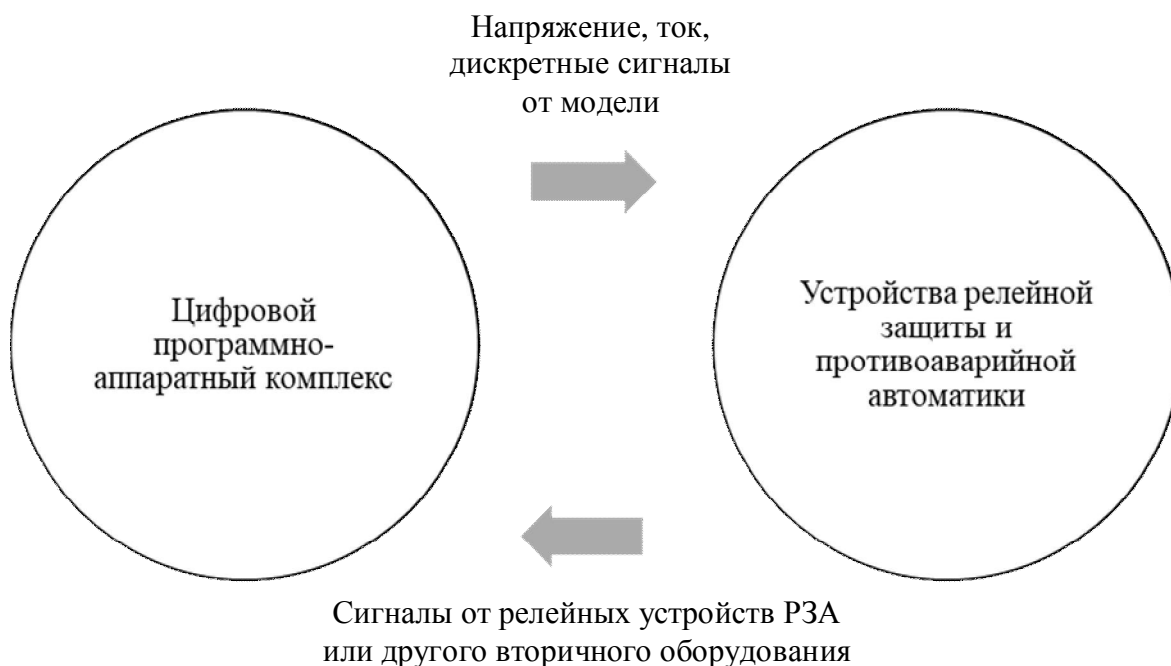 Напряжение, ток,
дискретные сигналы
от модели
Цифровой
программно-
аппаратный комплекс
Устройства релейной
защиты и
противоаварийной
автоматики
Сигналы от релейных устройств РЗА
или другого вторичного оборудования